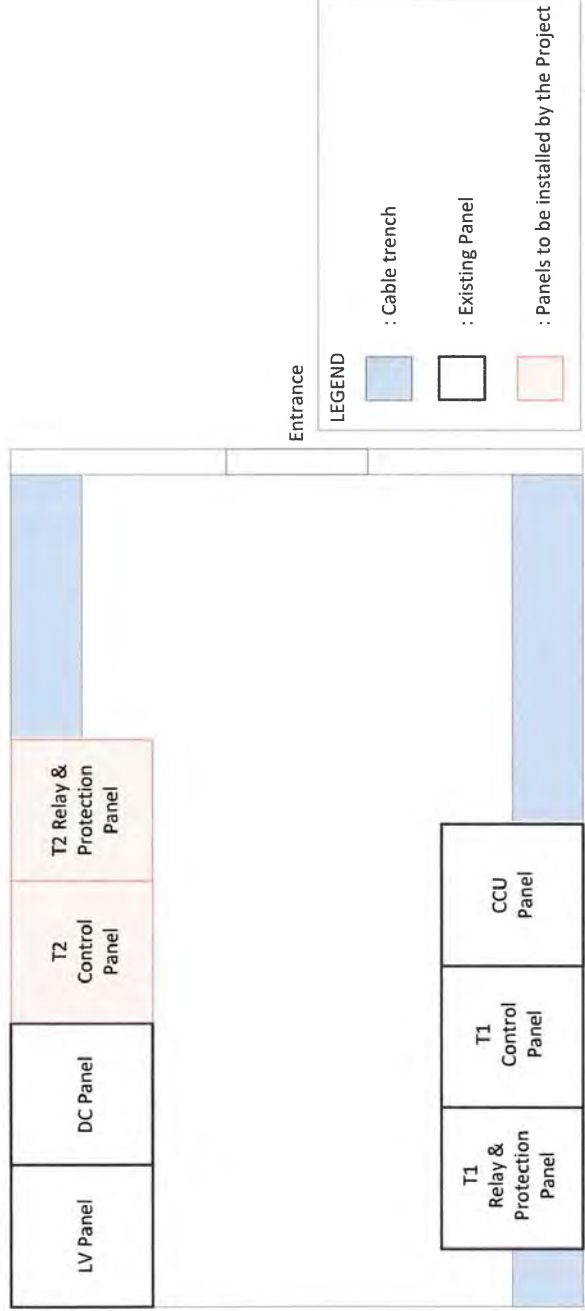 LV Panel
DC Panel
T2
Control
Panel
T2 Relay &
Protection
Panel
T1
Relay &
Protection
Panel
T1
Control
Panel
CCU
Panel
Entrance
LEGEND
: Cable trench
: Existing Panel
: Panels to be installed by the Project